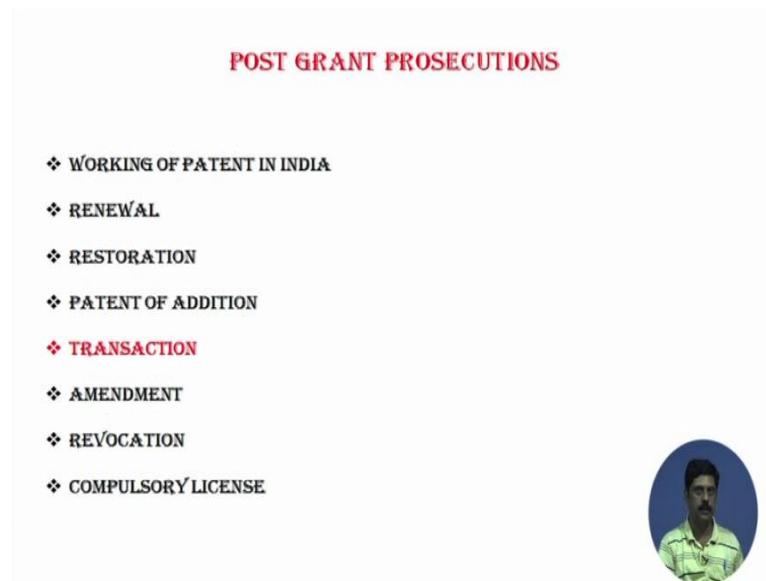 POST GRANT PROSECUTIONS
❖ WORKING OF PATENT IN INDIA
❖ RENEWAL
❖ RESTORATION
❖ PATENT OF ADDITION
❖ TRANSACTION
❖ AMENDMENT
❖ REVOCATION
❖ COMPULSORY LICENSE